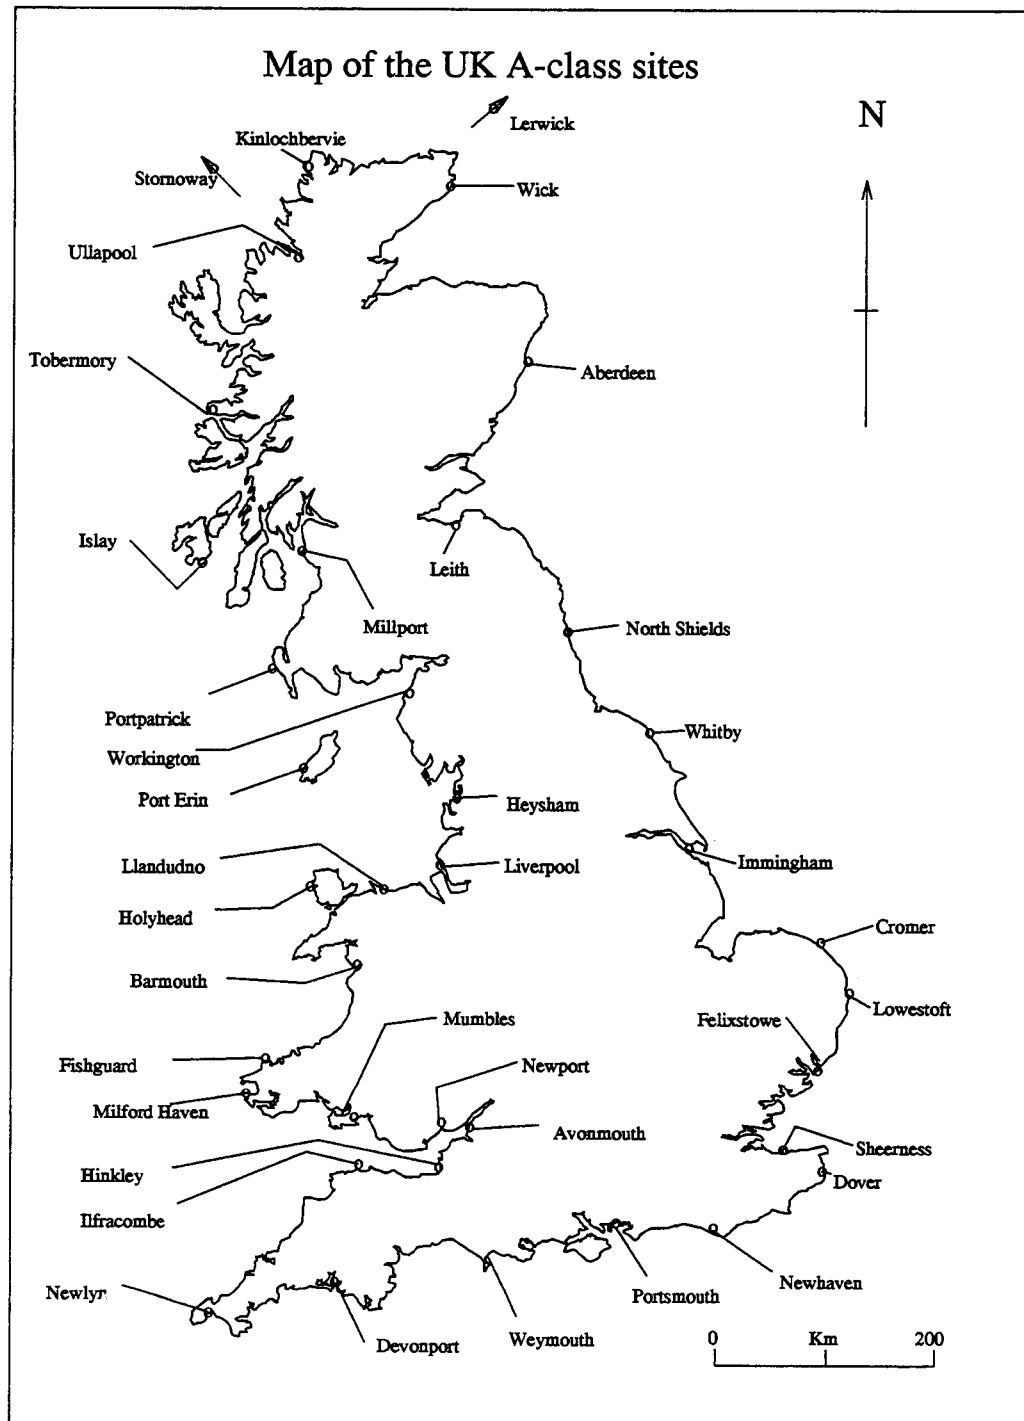 Map of the UK A-class sites
N
Lerwick
Kinlochbervie
Stornoway
Wick
Ullapool
Tobermory
Aberdeen
Islay
Leith
Millport
North Shields
Portpatrick
Whitby
Workington
Port Erin
Heysham
Llandudno
Liverpool
Immingham
Holyhead
Cromer
Barmouth
Lowestoft
Mumbles
Felixstowe
Fishguard
Newport
Milford Haven
Avonmouth
Sheerness
Hinkley
Dover
Ilfracombe
Newhaven
Newlyn
Portsmouth
Weymouth
Devonport
0 Km 200